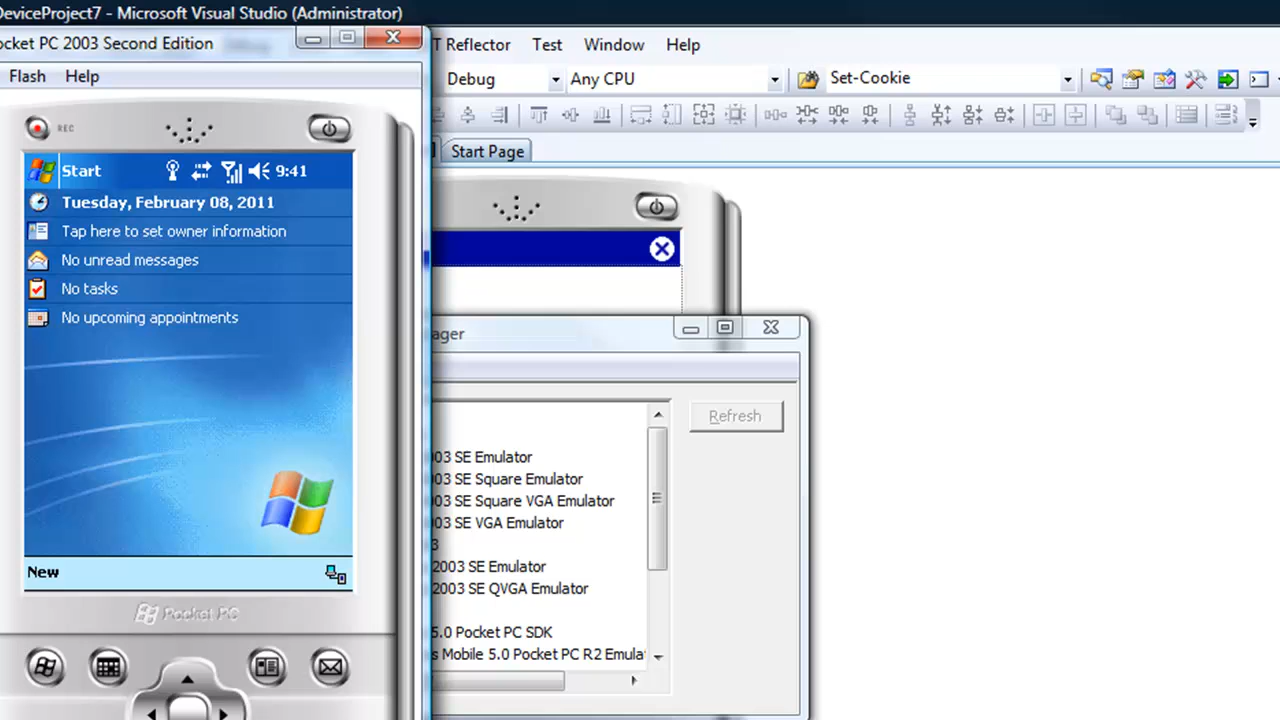 DeviceProject7 - Microsoft Visual Studio (Administrator)
ocket PC 2003 Second Edition
Flash Help
T Reflector Test Window Help
Debug Any CPU Set-Cookie
Start Page
REC
Start 9:41
Tuesday, February 08, 2011
Tap here to set owner information
No unread messages
No tasks
No upcoming appointments
New
Pocket PC
ager
Refresh
03 SE Emulator
03 SE Square Emulator
03 SE Square VGA Emulator
03 SE VGA Emulator
3
2003 SE Emulator
2003 SE QVGA Emulator
5.0 Pocket PC SDK
s Mobile 5.0 Pocket PC R2 Emula